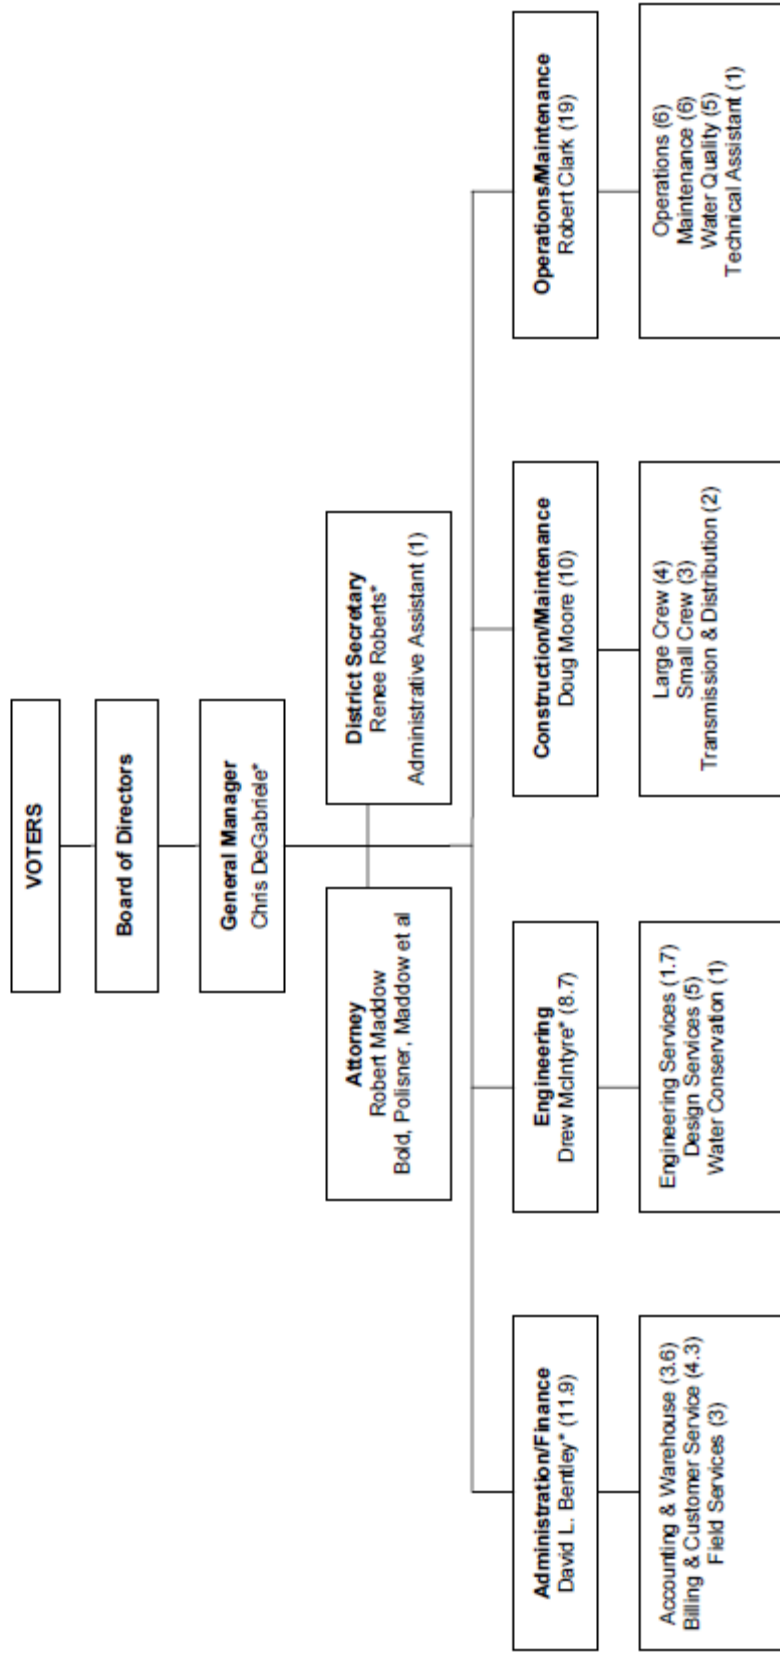 VOTERS
Board of Directors
General Manager
Chris DeGabriele*
Attorney
Robert Maddow
Bold, Polisner, Maddow et al
District Secretary
Renee Roberts*
Administrative Assistant (1)
Administration/Finance
David L. Bentley* (11.9)
Engineering
Drew McIntyre* (8.7)
Construction/Maintenance
Doug Moore (10)
Operations/Maintenance
Robert Clark (19)
Accounting & Warehouse (3.6)
Billing & Customer Service (4.3)
Field Services (3)
Engineering Services (1.7)
Design Services (5)
Water Conservation (1)
Large Crew (4)
Small Crew (3)
Transmission & Distribution (2)
Operations (6)
Maintenance (6)
Water Quality (5)
Technical Assistant (1)